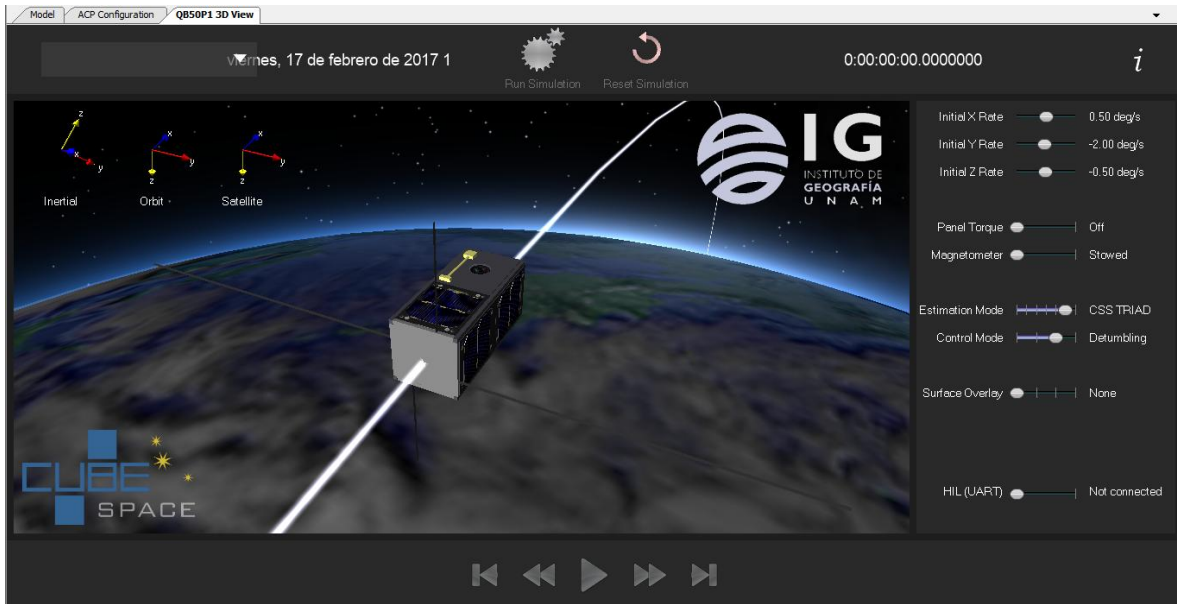 Model ACP Configuration QB50P1 3D View
viernes, 17 de febrero de 2017 1
Run Simulation
Reset Simulation
0:00:00:00.0000000
i
z
x
y
Inertial
x
y
z
Orbit
x
y
z
Satellite
IG
INSTITUTO DE
GEOGRAFÍA
UNAM
CUBE
SPACE
Initial X Rate 0.50 deg/s
Initial Y Rate -2.00 deg/s
Initial Z Rate -0.50 deg/s
Panel Torque Off
Magnetometer Stowed
Estimation Mode CSS TRIAD
Control Mode Detumbling
Surface Overlay None
HIL (UART) Not connected